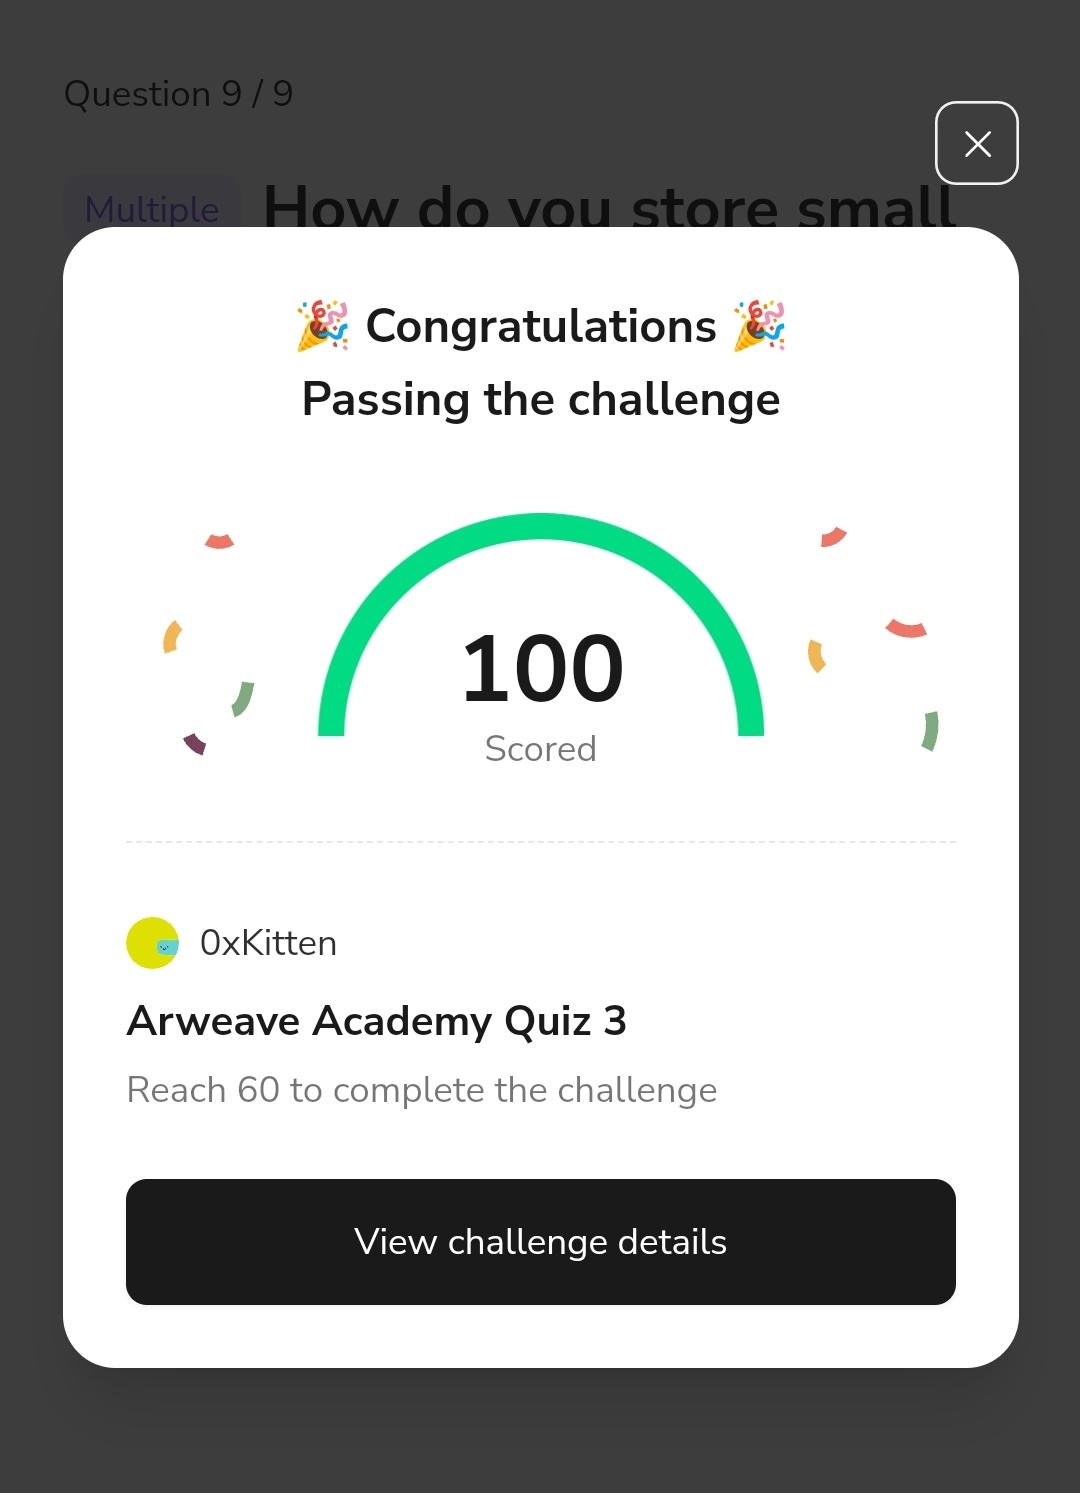 Question 9 / 9
Multiple How do you store small
🎉 Congratulations 🎉
Passing the challenge
100
Scored
0xKitten
Arweave Academy Quiz 3
Reach 60 to complete the challenge
View challenge details